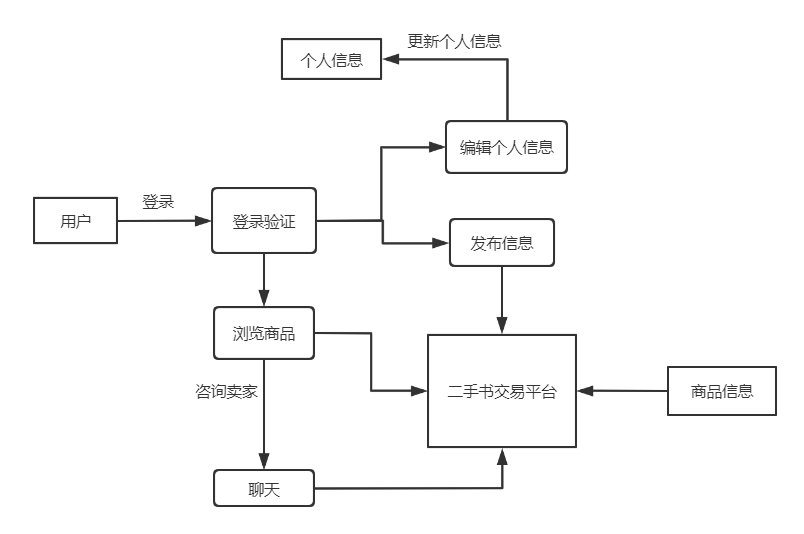 更新个人信息
个人信息
编辑个人信息
登录
用户
登录验证
发布信息
浏览商品
咨询卖家
二手书交易平台
商品信息
聊天